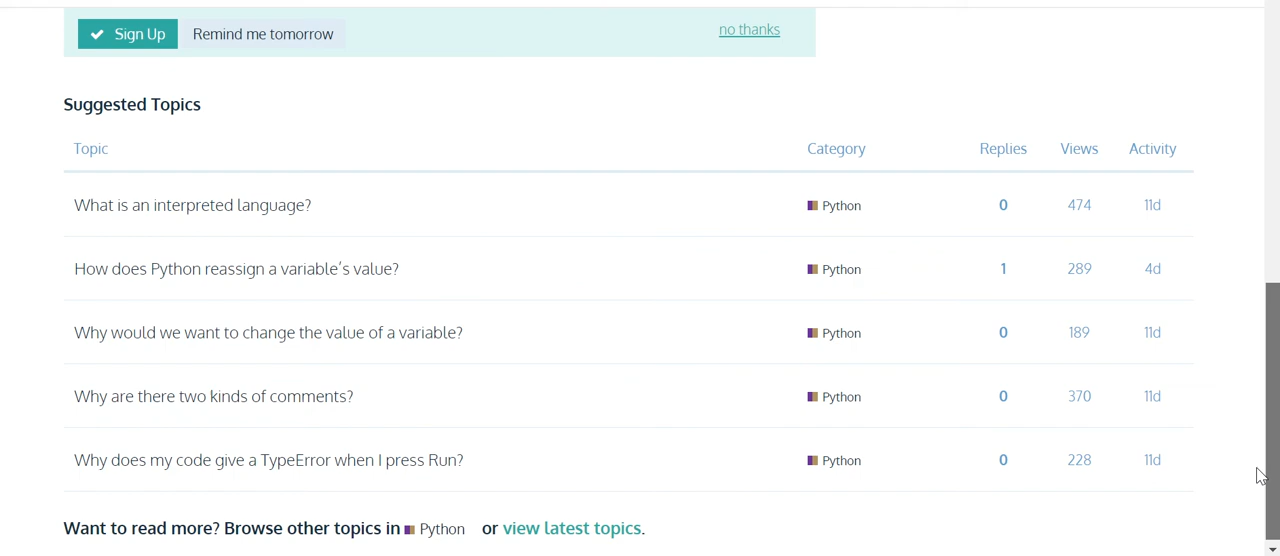 Sign Up Remind me tomorrow no thanks
Suggested Topics
Topic Category Replies Views Activity
What is an interpreted language? Python 0 474 11d
How does Python reassign a variable's value? Python 1 289 4d
Why would we want to change the value of a variable? Python 0 189 11d
Why are there two kinds of comments? Python 0 370 11d
Why does my code give a TypeError when I press Run? Python 0 228 11d
Want to read more? Browse other topics in Python or view latest topics.